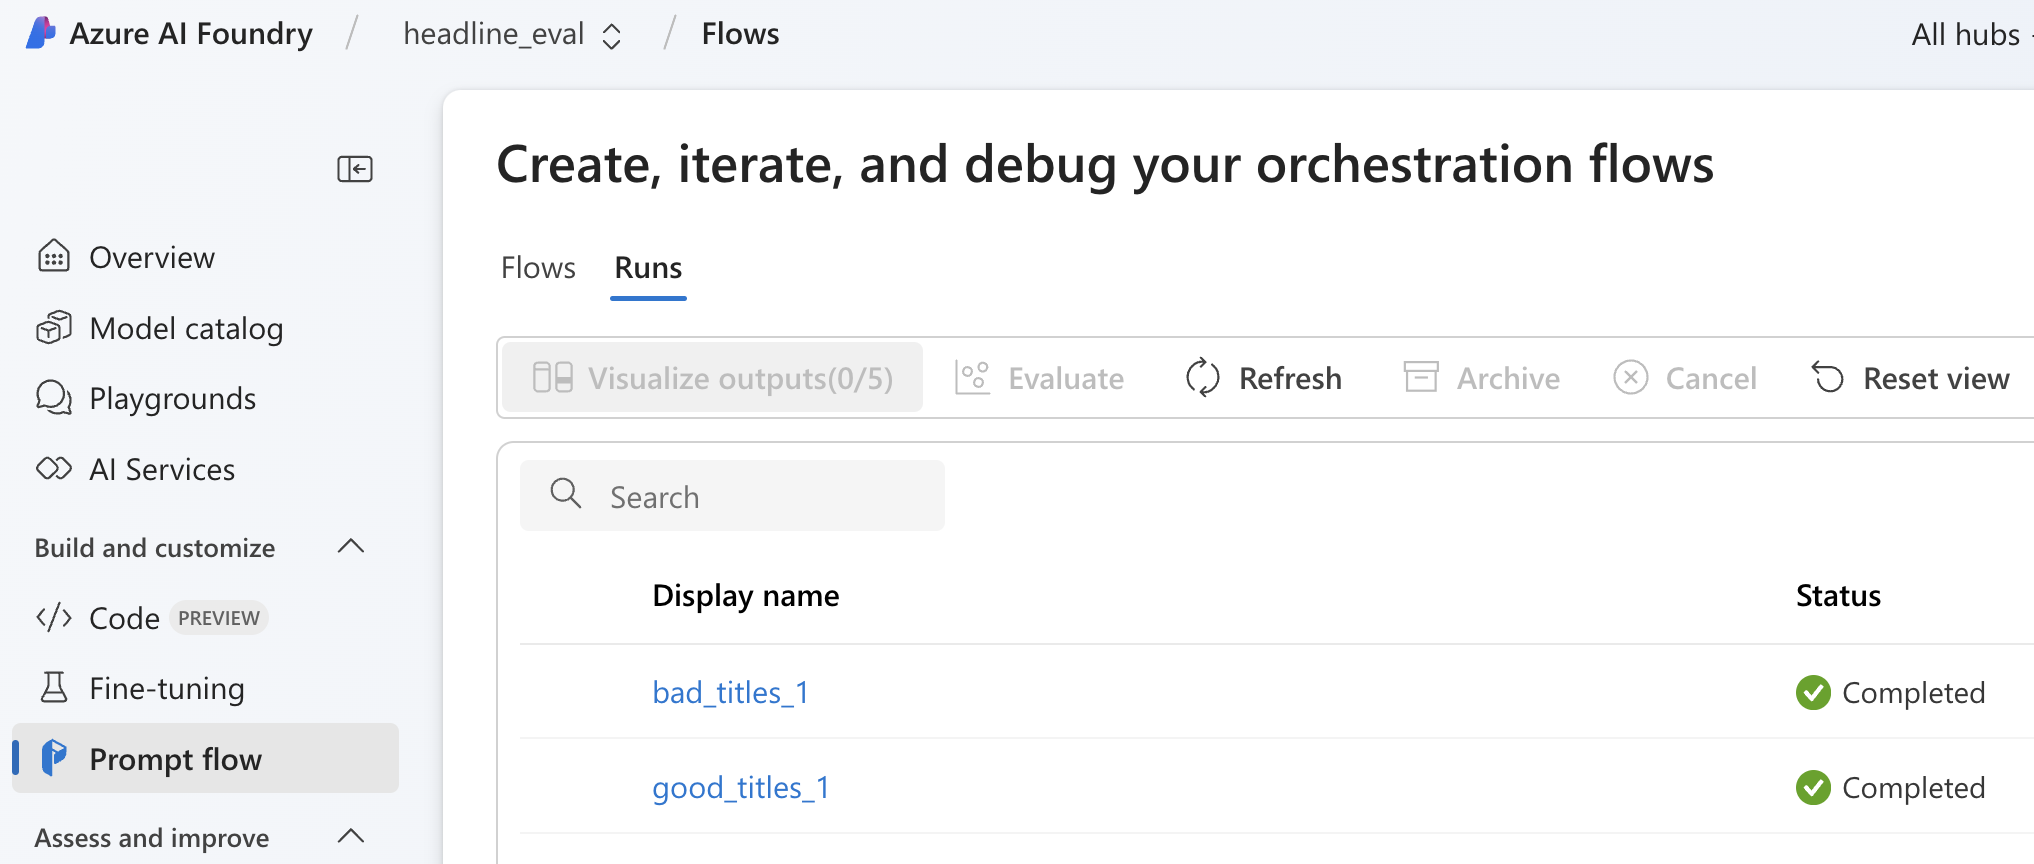 Azure AI Foundry / headline_eval / Flows
All hubs
Create, iterate, and debug your orchestration flows
Overview
Model catalog
Playgrounds
AI Services
Build and customize
Code PREVIEW
Fine-tuning
Prompt flow
Assess and improve
Flows Runs
Visualize outputs(0/5) Evaluate Refresh Archive Cancel Reset view
Search
Display name Status
bad_titles_1 Completed
good_titles_1 Completed